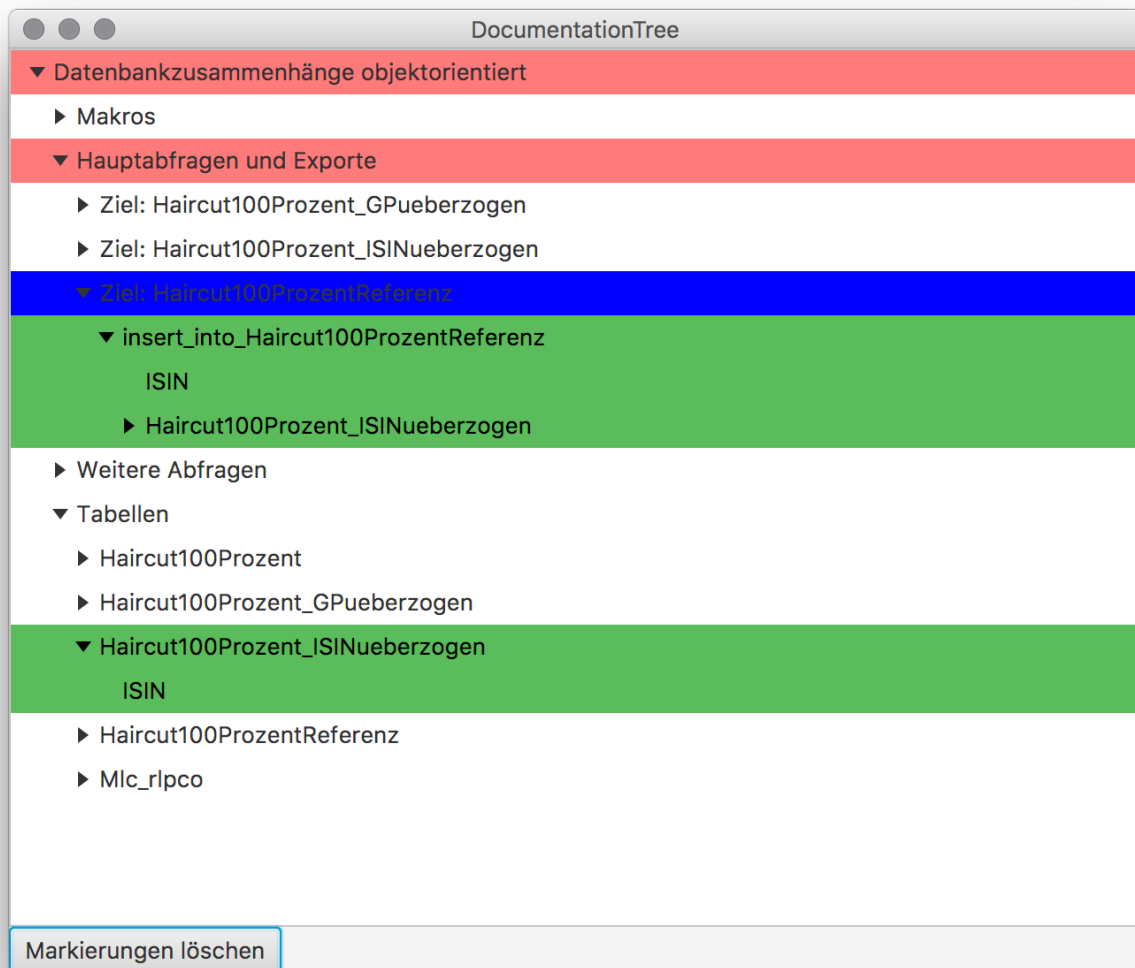 DocumentationTree
Datenbankzusammenhänge objektorientiert
Makros
Hauptabfragen und Exporte
Ziel: Haircut100Prozent_GPueberzogen
Ziel: Haircut100Prozent_ISINueberzogen
Ziel: Haircut100ProzentReferenz
insert_into_Haircut100ProzentReferenz
ISIN
Haircut100Prozent_ISINueberzogen
Weitere Abfragen
Tabellen
Haircut100Prozent
Haircut100Prozent_GPueberzogen
Haircut100Prozent_ISINueberzogen
ISIN
Haircut100ProzentReferenz
Mlc_rlpco
Markierungen löschen